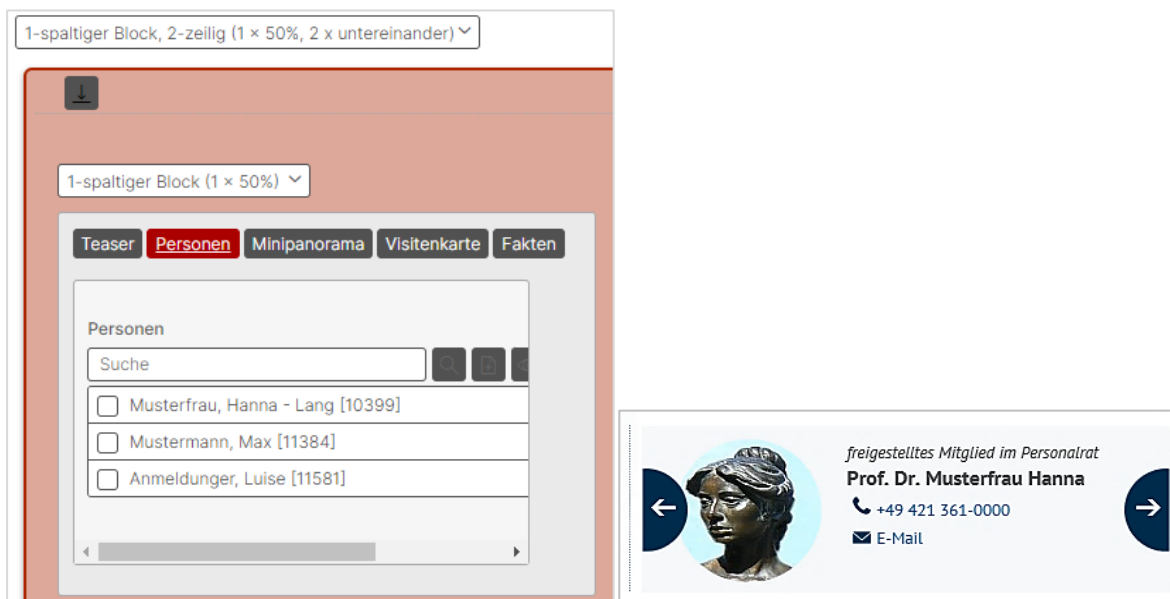 1-spaltiger Block, 2-zeilig (1 × 50%, 2 x untereinander)
1-spaltiger Block (1 × 50%)
Teaser Personen Minipanorama Visitenkarte Fakten
Personen
Suche
Musterfrau, Hanna - Lang [10399]
Mustermann, Max [11384]
Anmeldunger, Luise [11581]
freigestelltes Mitglied im Personalrat
Prof. Dr. Musterfrau Hanna
+49 421 361-0000
E-Mail